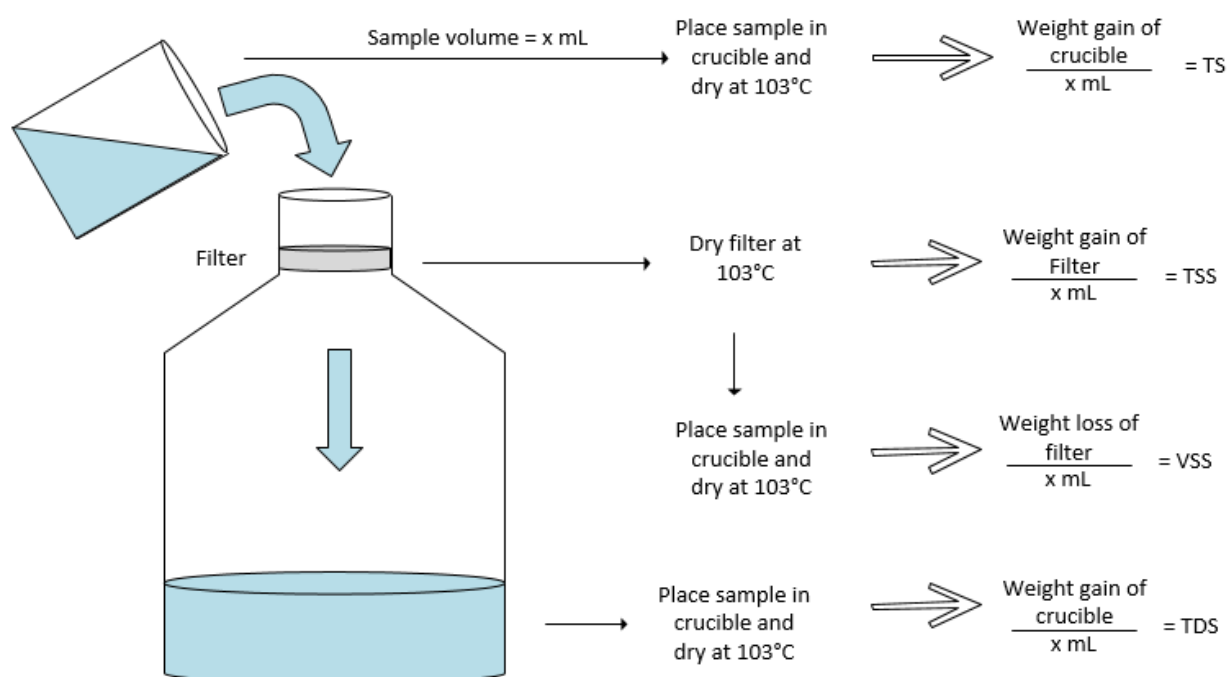 Sample volume = x mL
Place sample in
crucible and
dry at 103°C
Weight gain of
crucible
x mL
= TS
Filter
Dry filter at
103°C
Weight gain of
Filter
x mL
= TSS
Place sample in
crucible and
dry at 103°C
Weight loss of
filter
x mL
= VSS
Place sample in
crucible and
dry at 103°C
Weight gain of
crucible
x mL
= TDS